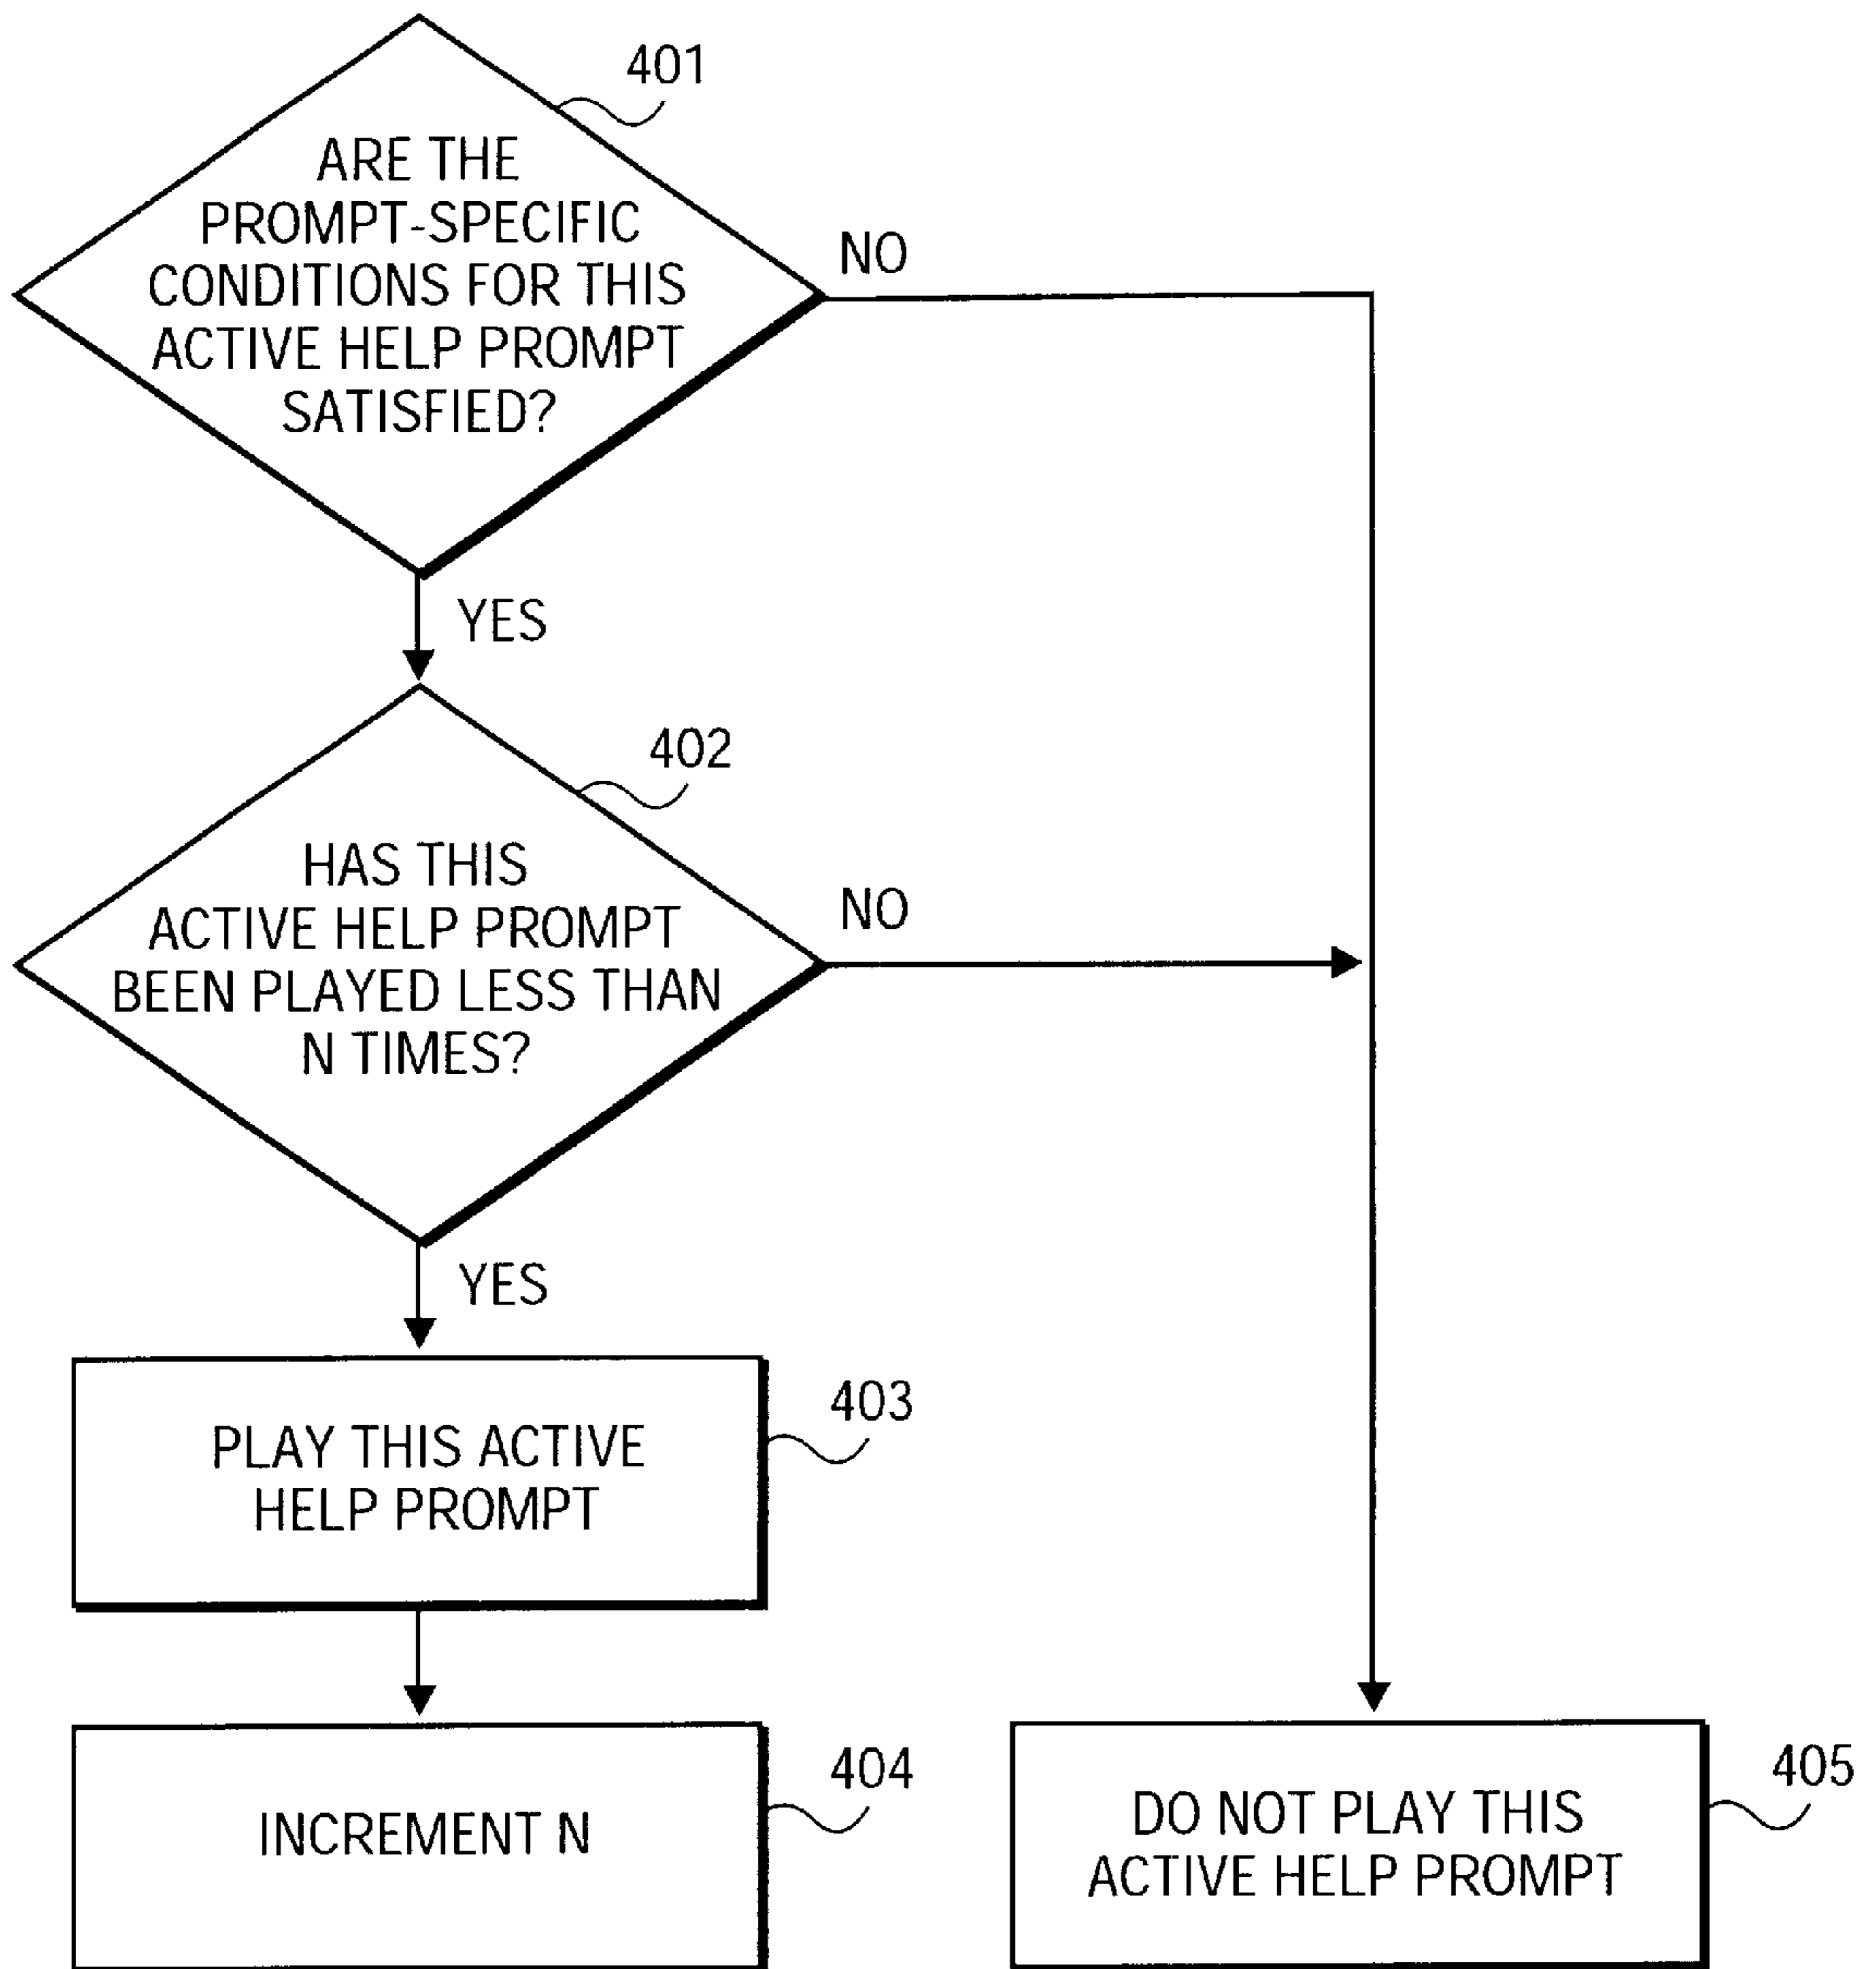 401
ARE THE
PROMPT-SPECIFIC
CONDITIONS FOR THIS
ACTIVE HELP PROMPT
SATISFIED?
NO
YES
402
HAS THIS
ACTIVE HELP PROMPT
BEEN PLAYED LESS THAN
N TIMES?
NO
YES
403
PLAY THIS ACTIVE
HELP PROMPT
404
INCREMENT N
405
DO NOT PLAY THIS
ACTIVE HELP PROMPT